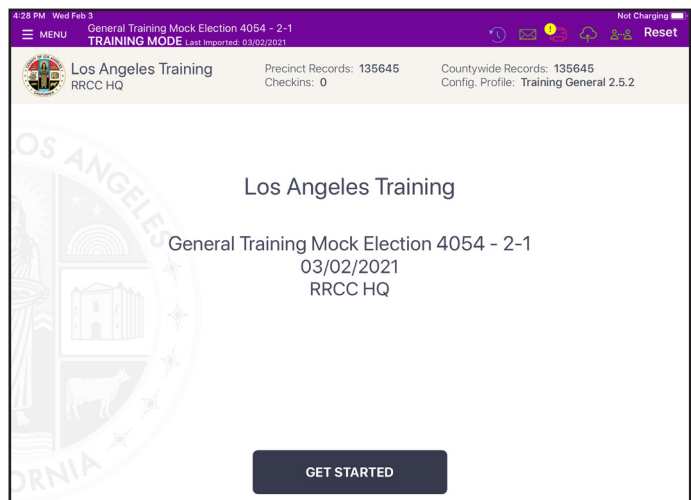 4:28 PM Wed Feb 3
Not Charging
MENU
General Training Mock Election 4054 - 2-1
TRAINING MODE Last Imported: 03/02/2021
Reset
Los Angeles Training
RRCC HQ
Precinct Records: 135645
Checkins: 0
Countywide Records: 135645
Config. Profile: Training General 2.5.2
OS ANGELES
Los Angeles Training
General Training Mock Election 4054 - 2-1
03/02/2021
RRCC HQ
ORNIA
GET STARTED